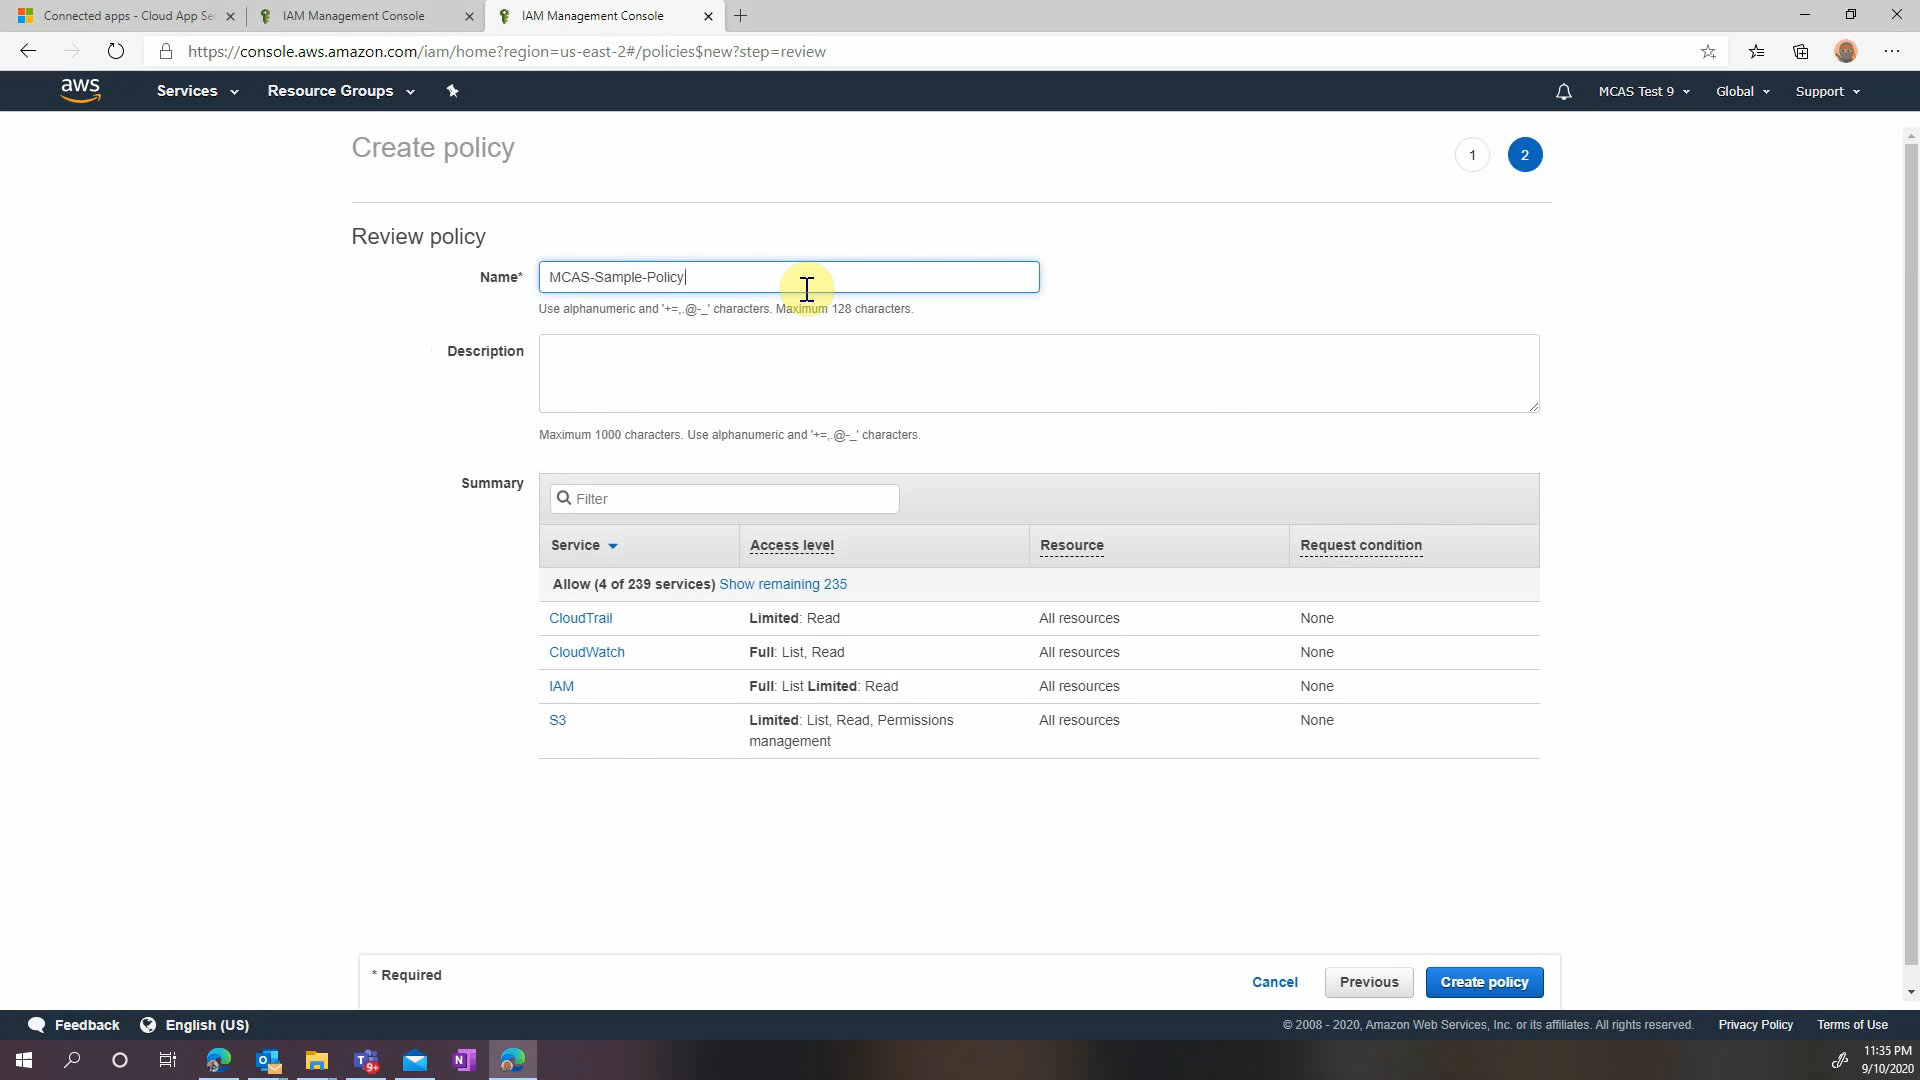 Connected apps - Cloud App Se
IAM Management Console
IAM Management Console
https://console.aws.amazon.com/iam/home?region=us-east-2#/policies$new?step=review
aws
Services
Resource Groups
MCAS Test 9
Global
Support
Create policy
1
2
Review policy
Name*
MCAS-Sample-Policy
Use alphanumeric and '+=,.@-_' characters. Maximum 128 characters.
Description
Maximum 1000 characters. Use alphanumeric and '+=,.@-_' characters.
Summary
Filter
Service
Access level
Resource
Request condition
Allow (4 of 239 services) Show remaining 235
CloudTrail
Limited: Read
All resources
None
CloudWatch
Full: List, Read
All resources
None
IAM
Full: List Limited: Read
All resources
None
S3
Limited: List, Read, Permissions
management
All resources
None
* Required
Cancel
Previous
Create policy
Feedback
English (US)
© 2008 - 2020, Amazon Web Services, Inc. or its affiliates. All rights reserved.
Privacy Policy
Terms of Use
9+
11:35 PM
9/10/2020